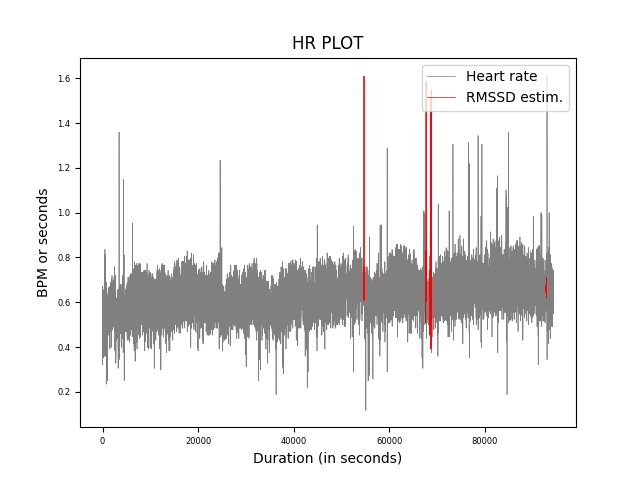 HR PLOT
Heart rate
RMSSD estim.
BPM or seconds
1.6
1.4
1.2
1.0
0.8
0.6
0.4
0.2
0 20000 40000 60000 80000
Duration (in seconds)